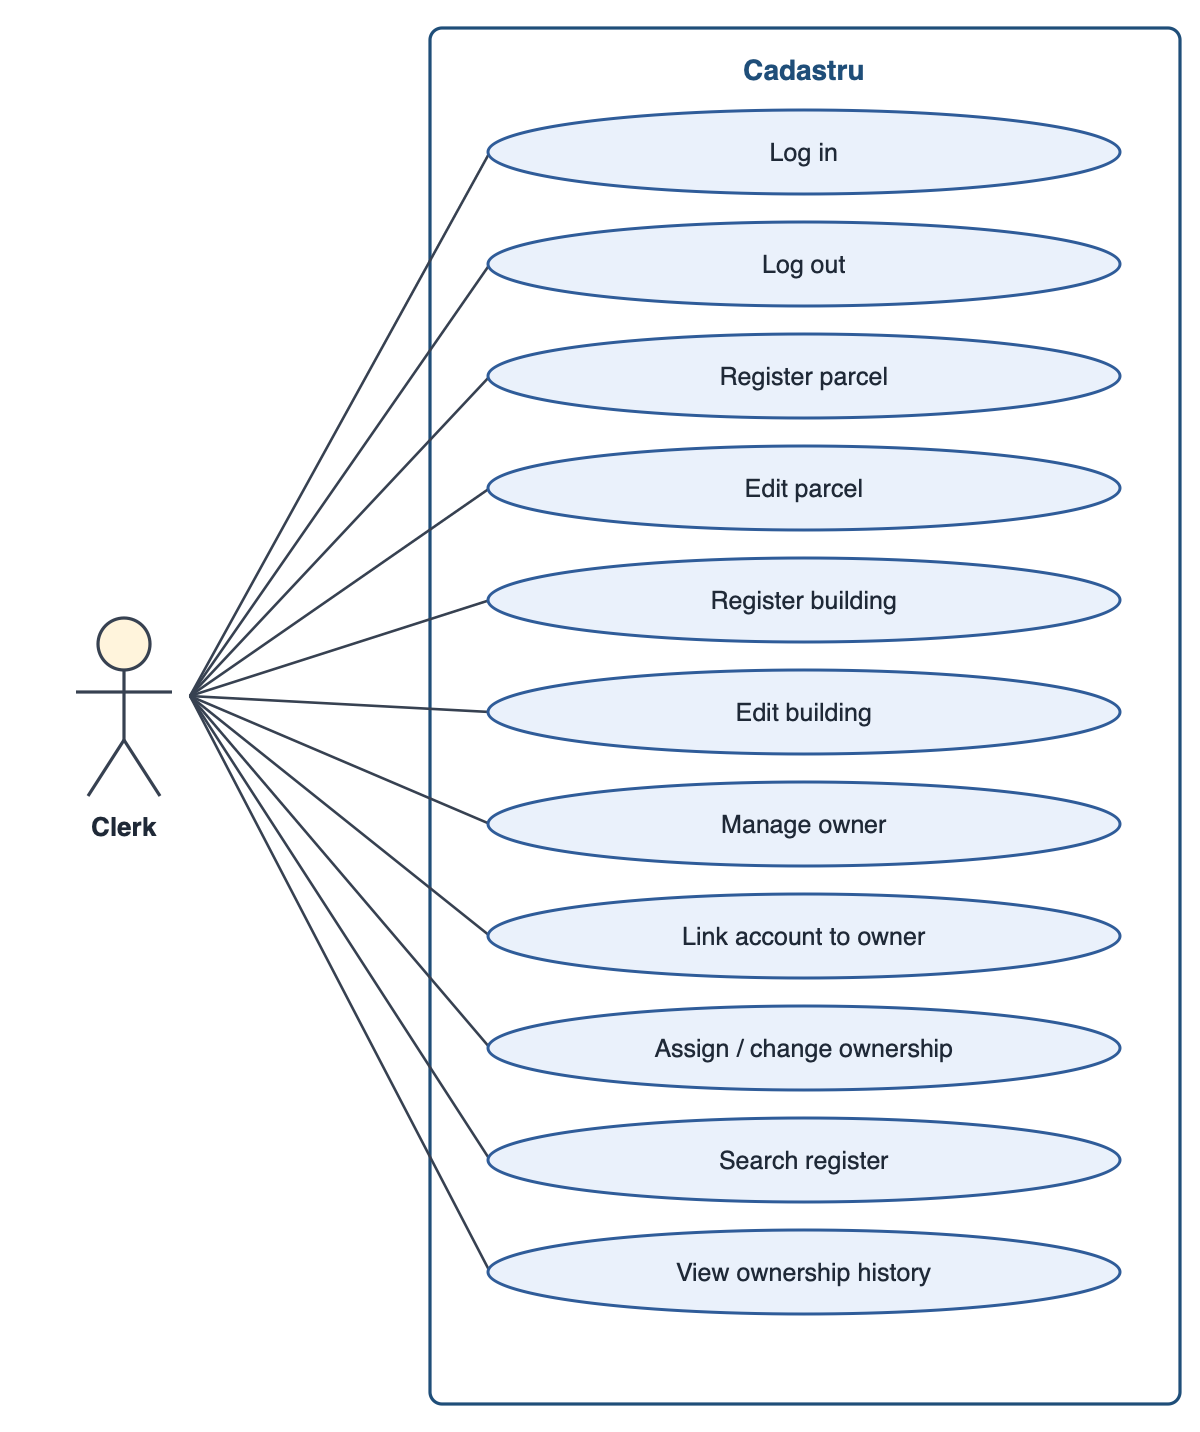 Cadastru
Log in
Log out
Register parcel
Edit parcel
Register building
Edit building
Clerk
Manage owner
Link account to owner
Assign / change ownership
Search register
View ownership history